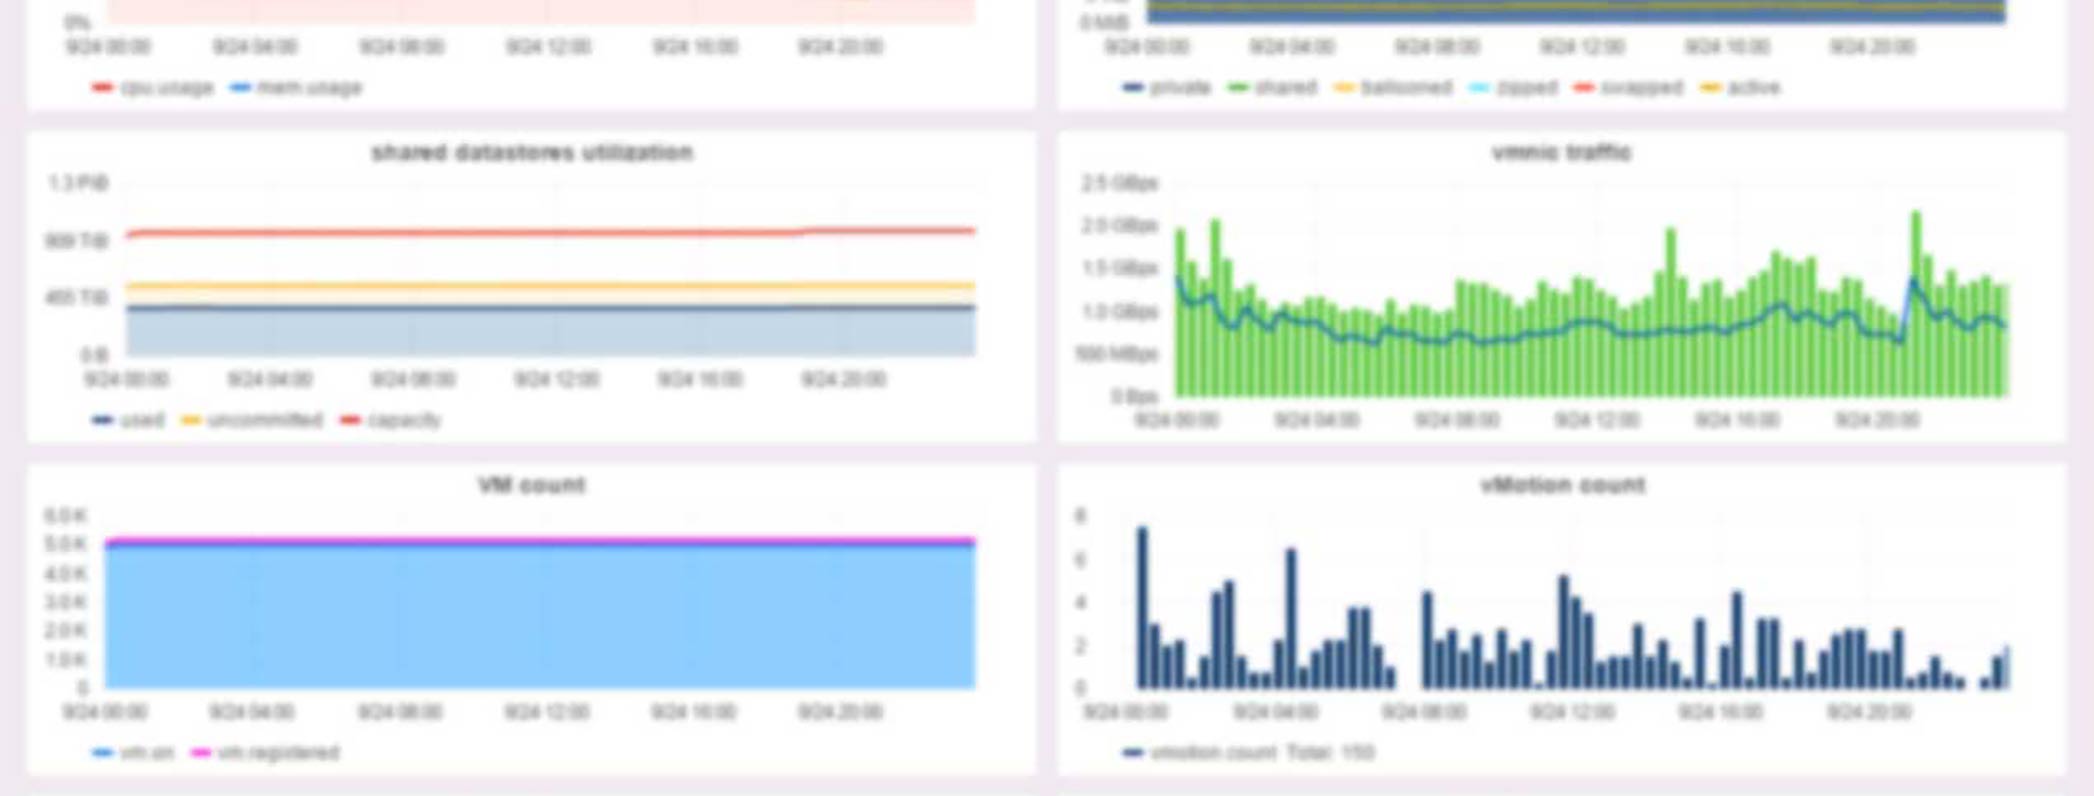 0%
9/24 00:00 9/24 04:00 9/24 08:00 9/24 12:00 9/24 16:00 9/24 20:00
cpu.usage mem.usage
0 MiB
9/24 00:00 9/24 04:00 9/24 08:00 9/24 12:00 9/24 16:00 9/24 20:00
private shared ballooned zipped swapped active
shared datastores utilization
1.3 PiB
909 TiB
455 TiB
0 B
9/24 00:00 9/24 04:00 9/24 08:00 9/24 12:00 9/24 16:00 9/24 20:00
used uncommitted capacity
vmnic traffic
2.5 GBps
2.0 GBps
1.5 GBps
1.0 GBps
500 MBps
0 Bps
9/24 00:00 9/24 04:00 9/24 08:00 9/24 12:00 9/24 16:00 9/24 20:00
VM count
6.0 K
5.0 K
4.0 K
3.0 K
2.0 K
1.0 K
0
9/24 00:00 9/24 04:00 9/24 08:00 9/24 12:00 9/24 16:00 9/24 20:00
vm.on vm.registered
vMotion count
8
6
4
2
0
9/24 00:00 9/24 04:00 9/24 08:00 9/24 12:00 9/24 16:00 9/24 20:00
vmotion.count Total: 150